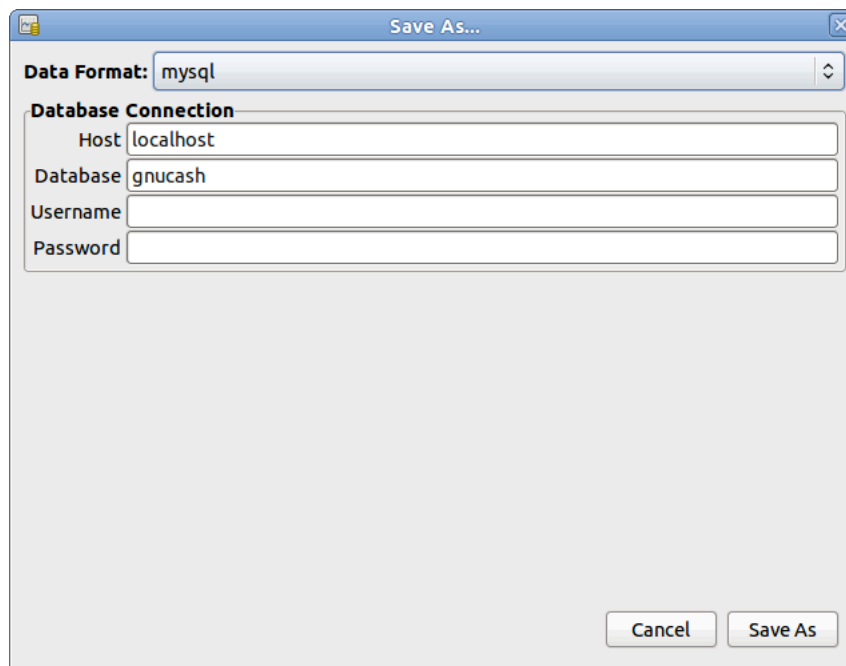 Save As...
Data Format: mysql
Database Connection
Host localhost
Database gnucash
Username
Password
Cancel Save As